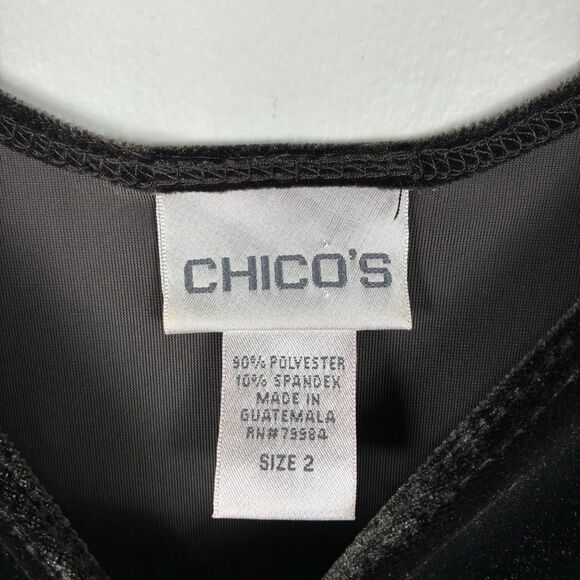 CHICO'S
90% POLYESTER
10% SPANDEX
MADE IN
GUATEMALA
RN#79984
SIZE 2